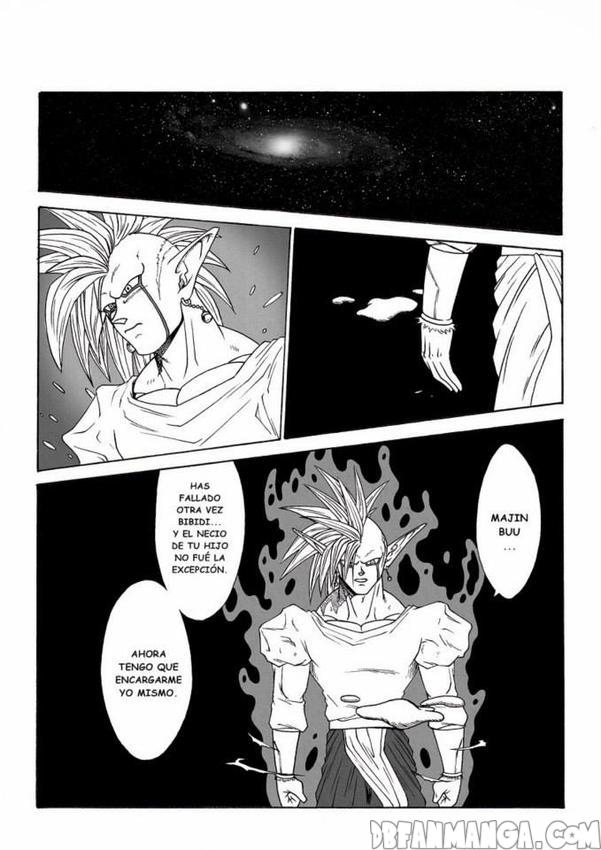 MAJIN
BUU
...
HAS
FALLADO
OTRA VEZ
BIBIDI...
Y EL NECIO
DE TU HIJO
NO FUÉ LA
EXCEPCIÓN.
AHORA
TENGO QUE
ENCARGARME
YO MISMO.
DBFANMANGA.COM